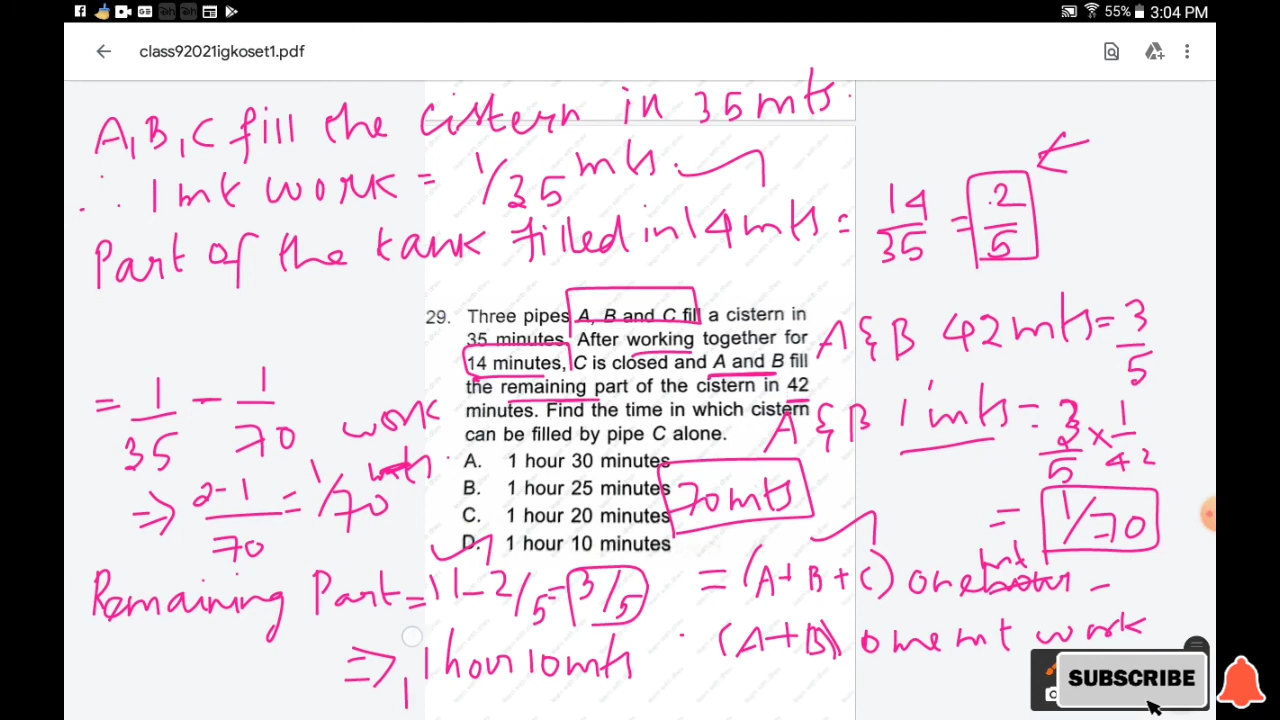 55% 3:04 PM
class92021igkoset1.pdf
A, B, C fill the cistern in 35 mts.
∴ 1 mt work = 1/35 mts.
Part of the tank filled in 14 mts = 14/35 = 2/5
29. Three pipes A, B and C fill a cistern in
35 minutes. After working together for
14 minutes, C is closed and A and B fill
the remaining part of the cistern in 42
minutes. Find the time in which cistern
can be filled by pipe C alone.
A. 1 hour 30 minutes
B. 1 hour 25 minutes
C. 1 hour 20 minutes
D. 1 hour 10 minutes
70 mts
A & B 42 mts = 3/5
A & B 1 mts = 3/5 × 1/42
= 1/70
= 1/35 - 1/70 work
⇒ 2-1/70 = 1/70
Remaining Part = 1 - 2/5 = 3/5
= (A+B+C) one mt -
(A+B) one mt work
⇒ 1 hour 10 mts
SUBSCRIBE